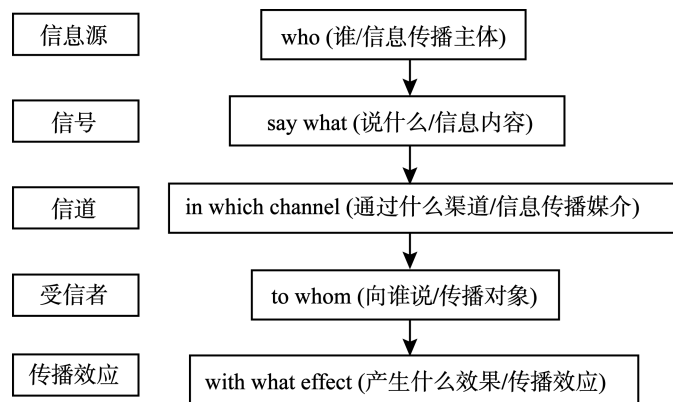 信息源
who (谁/信息传播主体)
信号
say what (说什么/信息内容)
信道
in which channel (通过什么渠道/信息传播媒介)
受信者
to whom (向谁说/传播对象)
传播效应
with what effect (产生什么效果/传播效应)